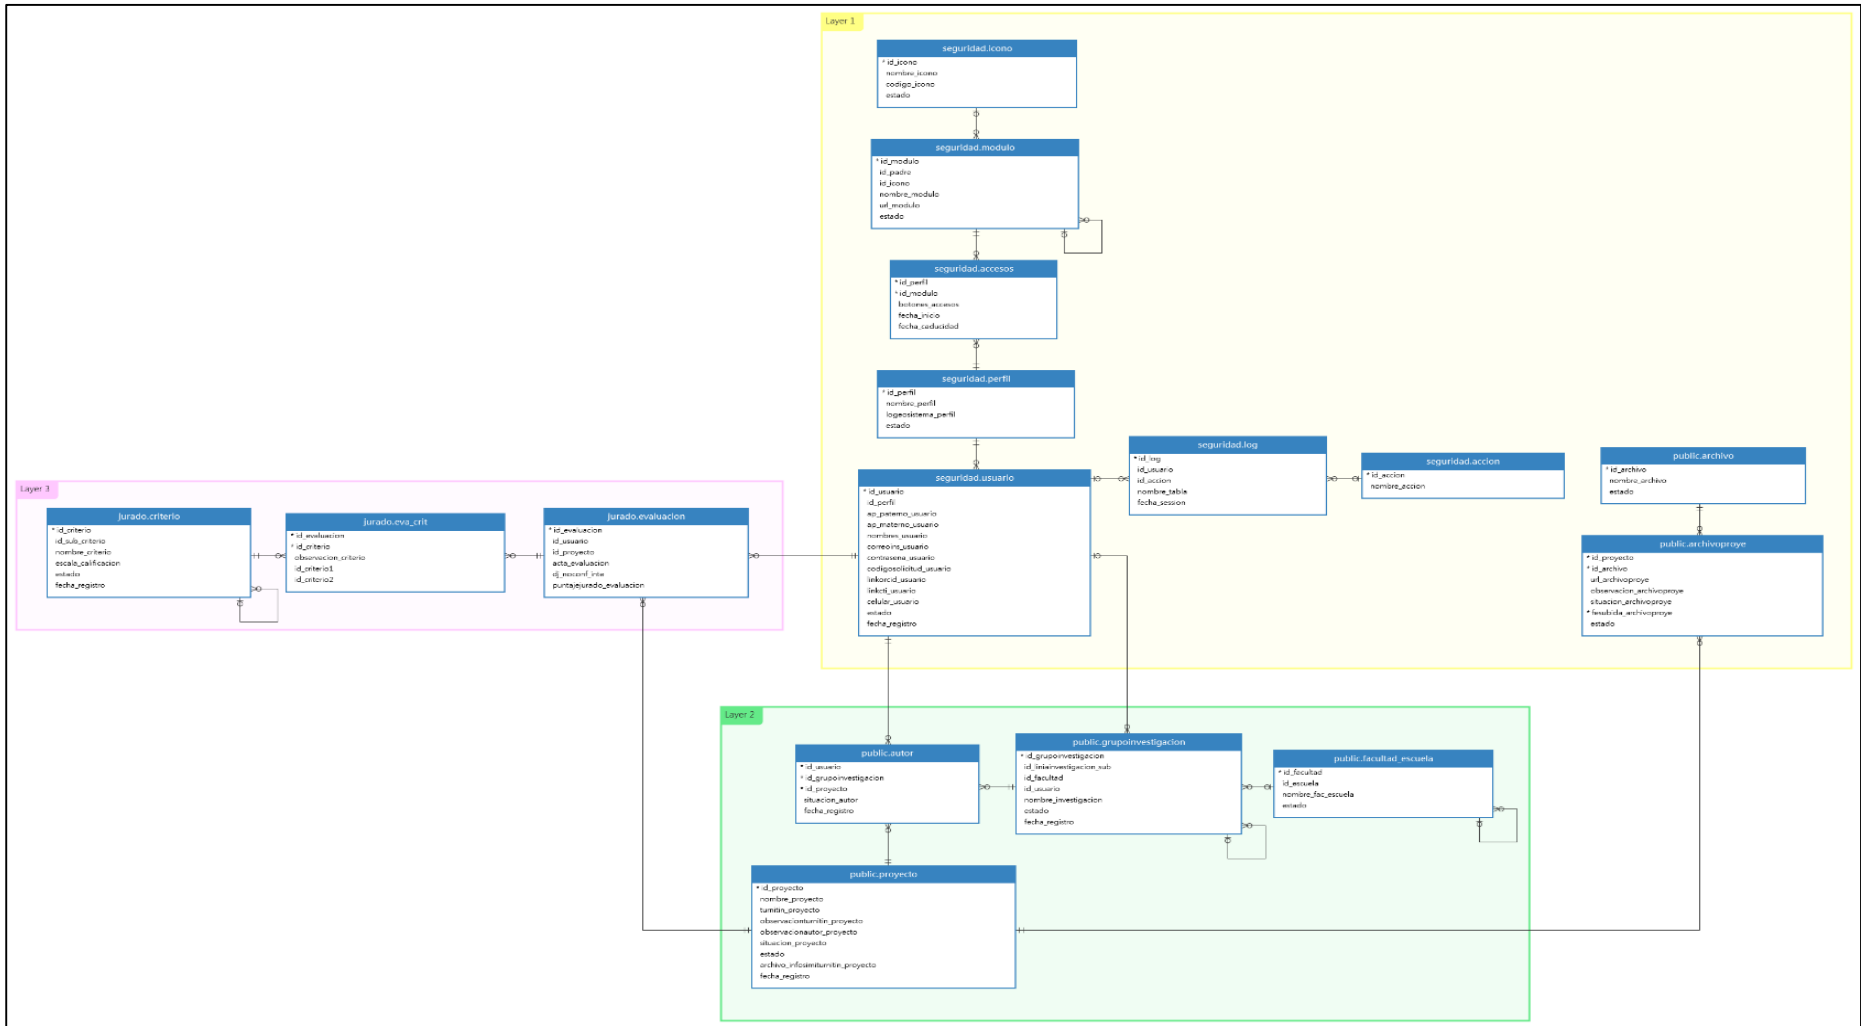 Layer 1
seguridad.icono
* id_icono
nombre_icono
codigo_icono
estado
seguridad.modulo
* id_modulo
id_padre
id_icono
nombre_modulo
url_modulo
estado
seguridad.accesos
* id_perfil
* id_modulo
botones_accesos
fecha_inicio
fecha_caducidad
seguridad.perfil
* id_perfil
nombre_perfil
logeosistema_perfil
estado
seguridad.usuario
* id_usuario
id_perfil
ap_paterno_usuario
ap_materno_usuario
nombres_usuario
correoins_usuario
contrasena_usuario
codigosolicitud_usuario
linkorcid_usuario
linkcti_usuario
celular_usuario
estado
fecha_registro
seguridad.log
* id_log
id_usuario
id_accion
nombre_tabla
fecha_session
seguridad.accion
* id_accion
nombre_accion
public.archivo
* id_archivo
nombre_archivo
estado
public.archivoproye
* id_proyecto
* id_archivo
url_archivoproye
observacion_archivoproye
situacion_archivoproye
* fesubida_archivoproye
estado
Layer 3
jurado.criterio
* id_criterio
id_sub_criterio
nombre_criterio
escala_calificacion
estado
fecha_registro
jurado.eva_crit
* id_evaluacion
* id_criterio
observacion_criterio
id_criterio1
id_criterio2
jurado.evaluacion
* id_evaluacion
id_usuario
id_proyecto
acta_evaluacion
dj_noconf_inte
puntajejurado_evaluacion
Layer 2
public.autor
* id_usuario
* id_grupoinvestigacion
* id_proyecto
situacion_autor
fecha_registro
public.grupoinvestigacion
* id_grupoinvestigacion
id_liniainvestigacion_sub
id_facultad
id_usuario
nombre_investigacion
estado
fecha_registro
public.facultad_escuela
* id_facultad
id_escuela
nombre_fac_escuela
estado
public.proyecto
* id_proyecto
nombre_proyecto
turnitin_proyecto
observacionturnitin_proyecto
observacionautor_proyecto
situacion_proyecto
estado
archivo_infosimiturnitin_proyecto
fecha_registro